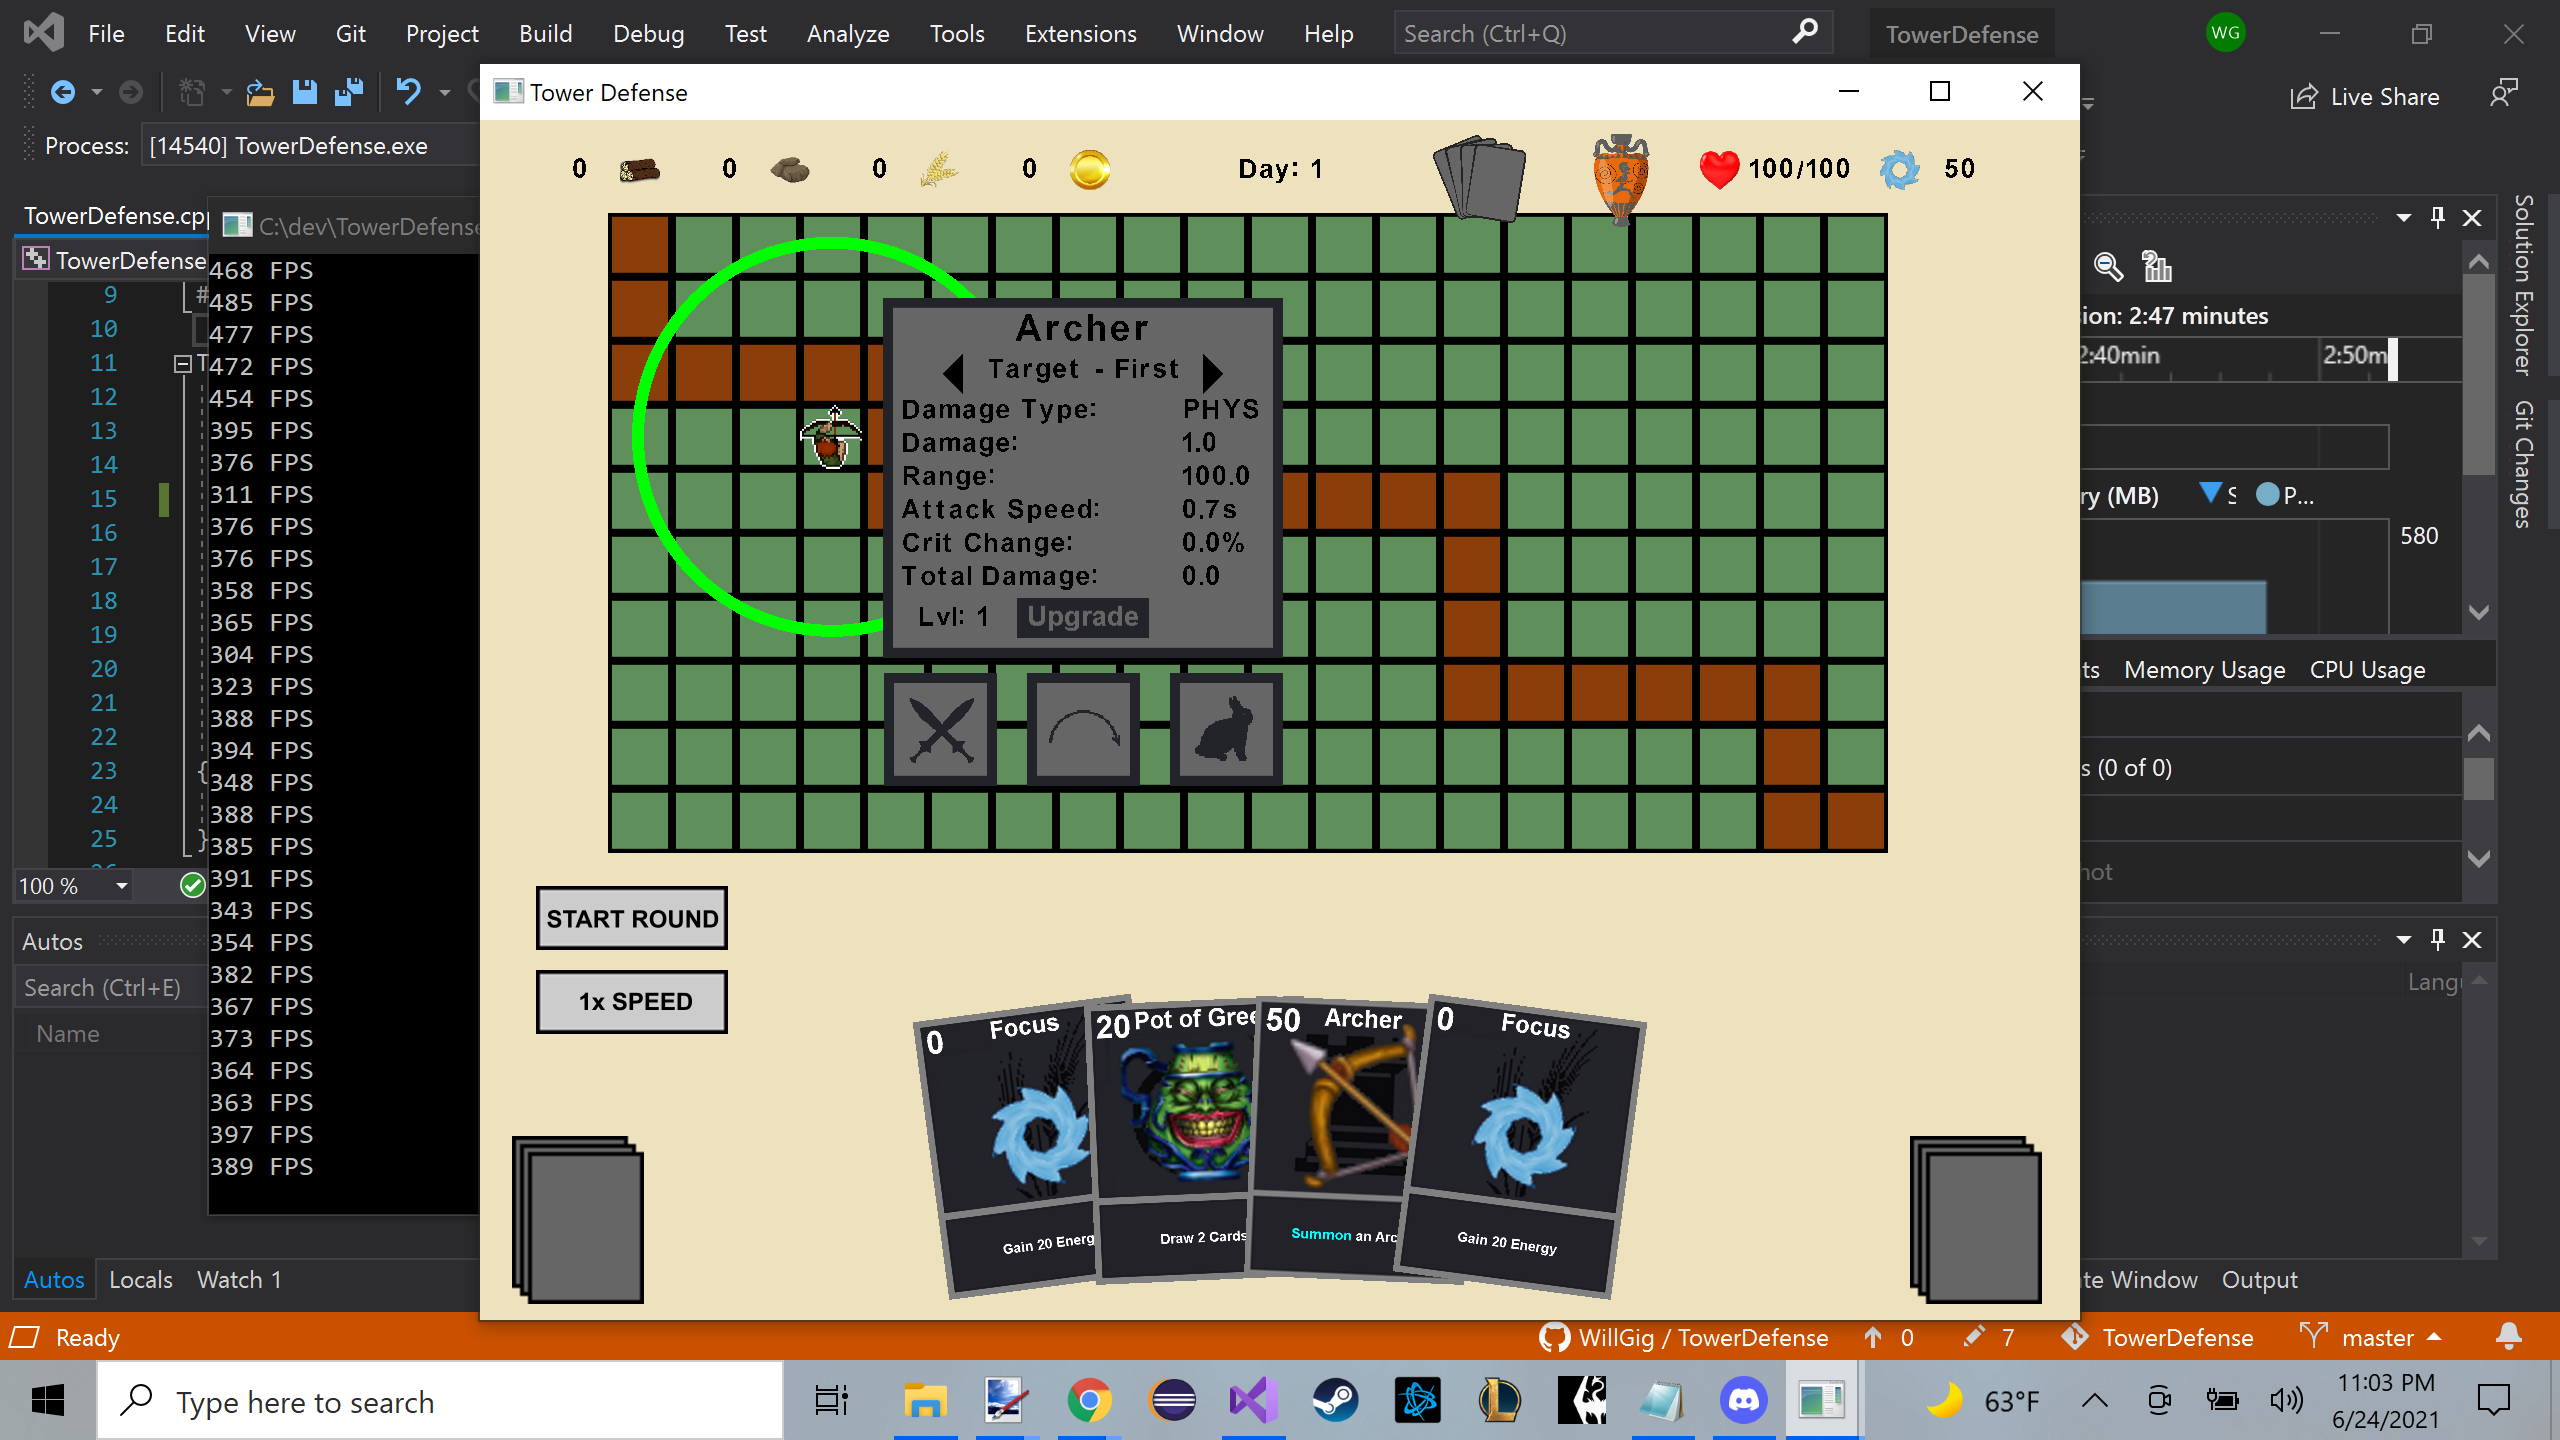 File Edit View Git Project Build Debug Test Analyze Tools Extensions Window Help Search (Ctrl+Q) TowerDefense WG
Live Share
Process: [14540] TowerDefense.exe
TowerDefense.cpp
C:\dev\TowerDefense
TowerDefense
468 FPS
485 FPS
477 FPS
472 FPS
454 FPS
395 FPS
376 FPS
311 FPS
376 FPS
376 FPS
358 FPS
365 FPS
304 FPS
323 FPS
388 FPS
394 FPS
348 FPS
388 FPS
385 FPS
391 FPS
343 FPS
354 FPS
382 FPS
367 FPS
373 FPS
364 FPS
363 FPS
397 FPS
389 FPS
9 #
10
11 T
12
13
14
15
16
17
18
19
20
21
22
23 {
24
25 }
100 %
Autos
Search (Ctrl+E)
Name
Autos Locals Watch 1
Tower Defense
0 0 0 0 Day: 1 100/100 50
Archer
Target - First
Damage Type: PHYS
Damage: 1.0
Range: 100.0
Attack Speed: 0.7s
Crit Change: 0.0%
Total Damage: 0.0
Lvl: 1 Upgrade
START ROUND
1x SPEED
0 Focus
Gain 20 Energ
20 Pot of Gree
Draw 2 Cards
50 Archer
Summon an Arc
0 Focus
Gain 20 Energy
sion: 2:47 minutes
2:40min 2:50m
ry (MB) S P...
580
ts Memory Usage CPU Usage
s (0 of 0)
hot
Lang
te Window Output
Solution Explorer
Git Changes
Ready
WillGig / TowerDefense 0 7 TowerDefense master
Type here to search
63°F
11:03 PM
6/24/2021